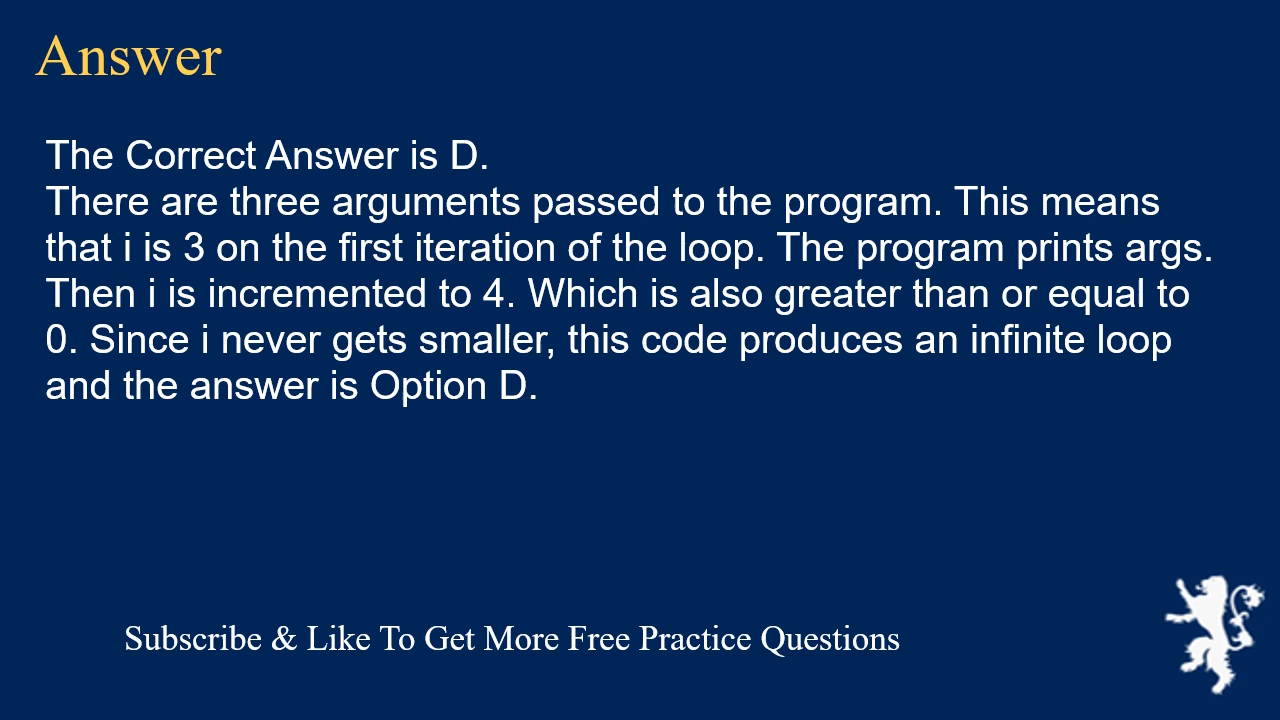 Answer
The Correct Answer is D.
There are three arguments passed to the program. This means
that i is 3 on the first iteration of the loop. The program prints args.
Then i is incremented to 4. Which is also greater than or equal to
0. Since i never gets smaller, this code produces an infinite loop
and the answer is Option D.
Subscribe & Like To Get More Free Practice Questions